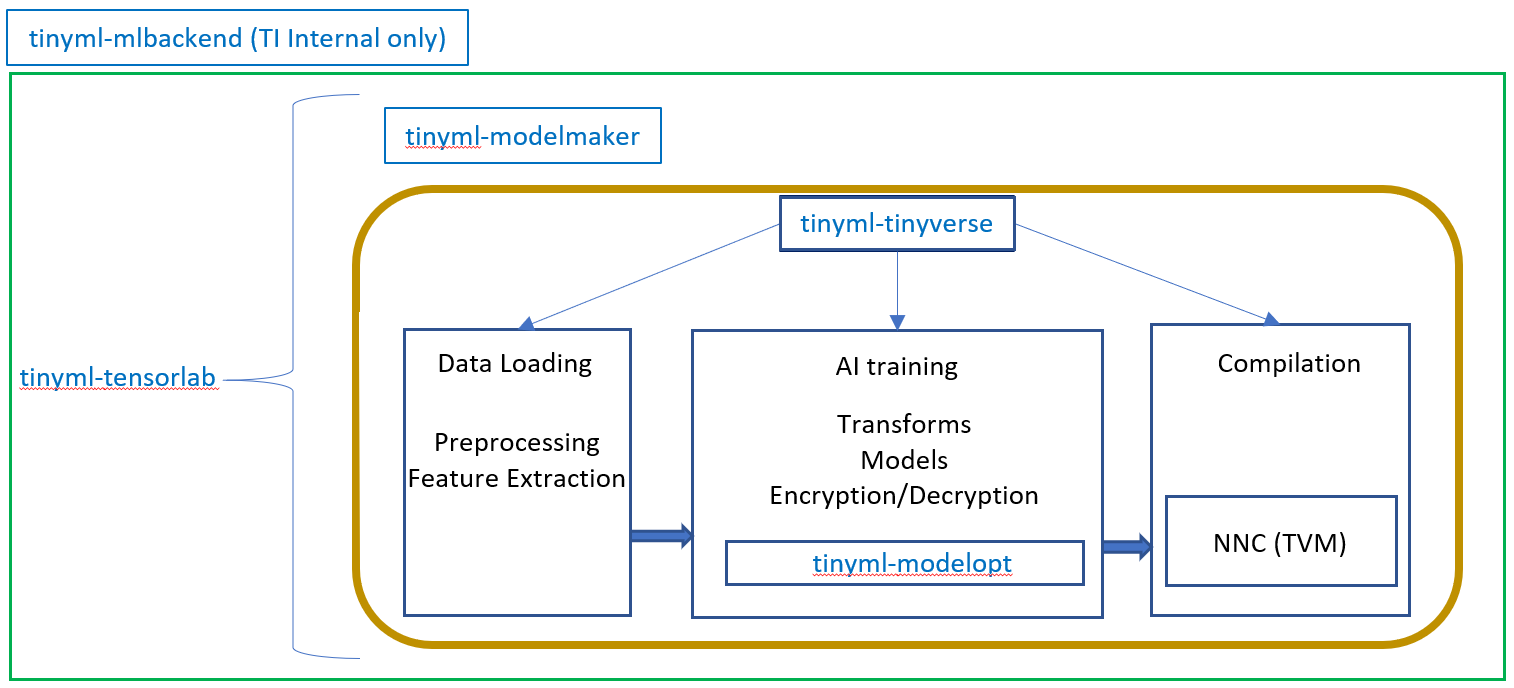 tinyml-mlbackend (TI Internal only)
tinyml-modelmaker
tinyml-tinyverse
tinyml-tensorlab
Data Loading
Preprocessing
Feature Extraction
AI training
Transforms
Models
Encryption/Decryption
tinyml-modelopt
Compilation
NNC (TVM)